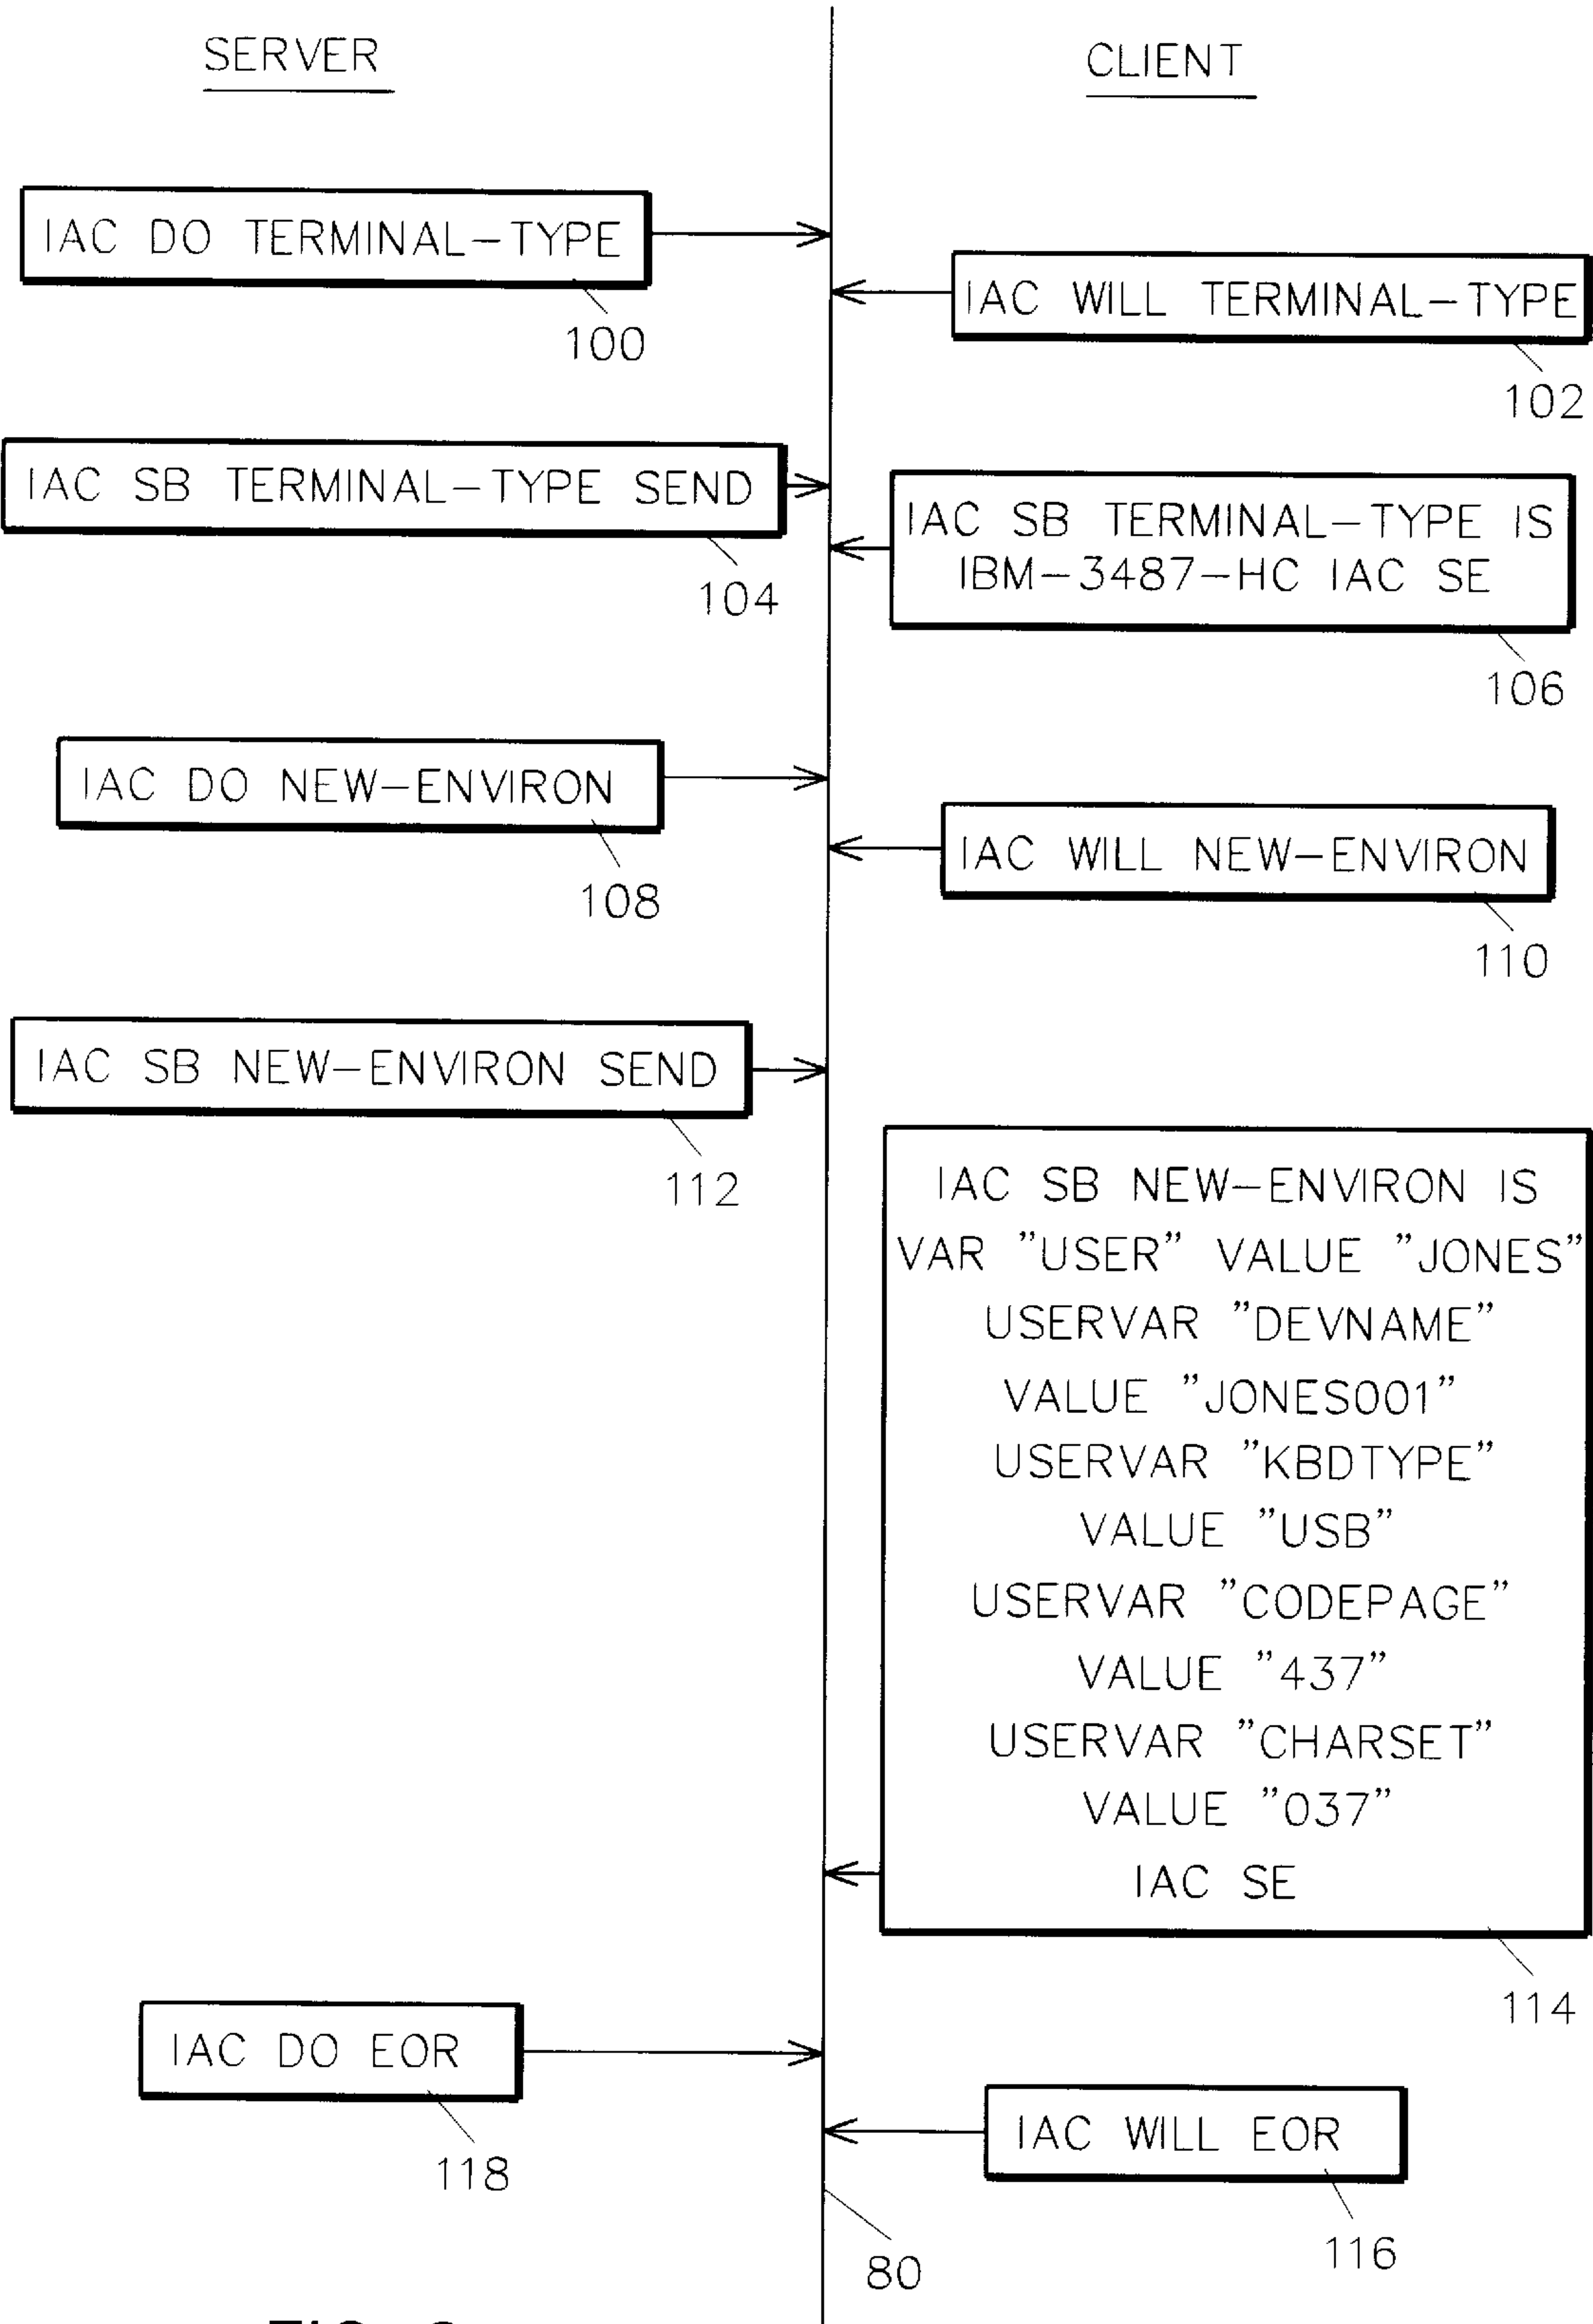 SERVER
CLIENT
IAC DO TERMINAL-TYPE
100
IAC WILL TERMINAL-TYPE
102
IAC SB TERMINAL-TYPE SEND
104
IAC SB TERMINAL-TYPE IS
IBM-3487-HC IAC SE
106
IAC DO NEW-ENVIRON
108
IAC WILL NEW-ENVIRON
110
IAC SB NEW-ENVIRON SEND
112
IAC SB NEW-ENVIRON IS
VAR "USER" VALUE "JONES"
USERVAR "DEVNAME"
VALUE "JONES001"
USERVAR "KBDTYPE"
VALUE "USB"
USERVAR "CODEPAGE"
VALUE "437"
USERVAR "CHARSET"
VALUE "037"
IAC SE
114
IAC DO EOR
118
IAC WILL EOR
116
80